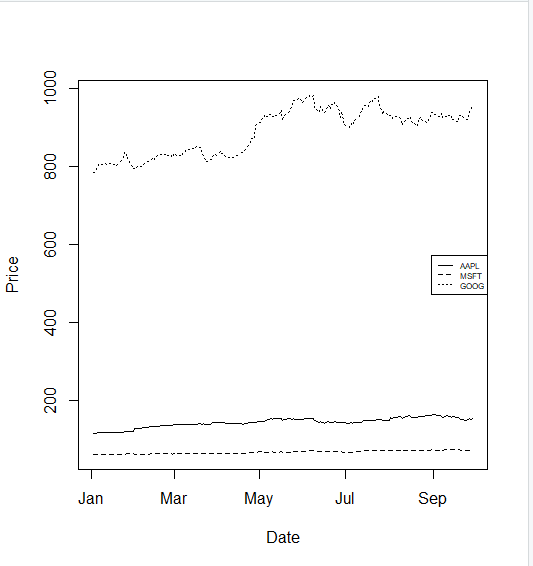 1000
800
600
400
200
Price
AAPL
MSFT
GOOG
Jan Mar May Jul Sep
Date